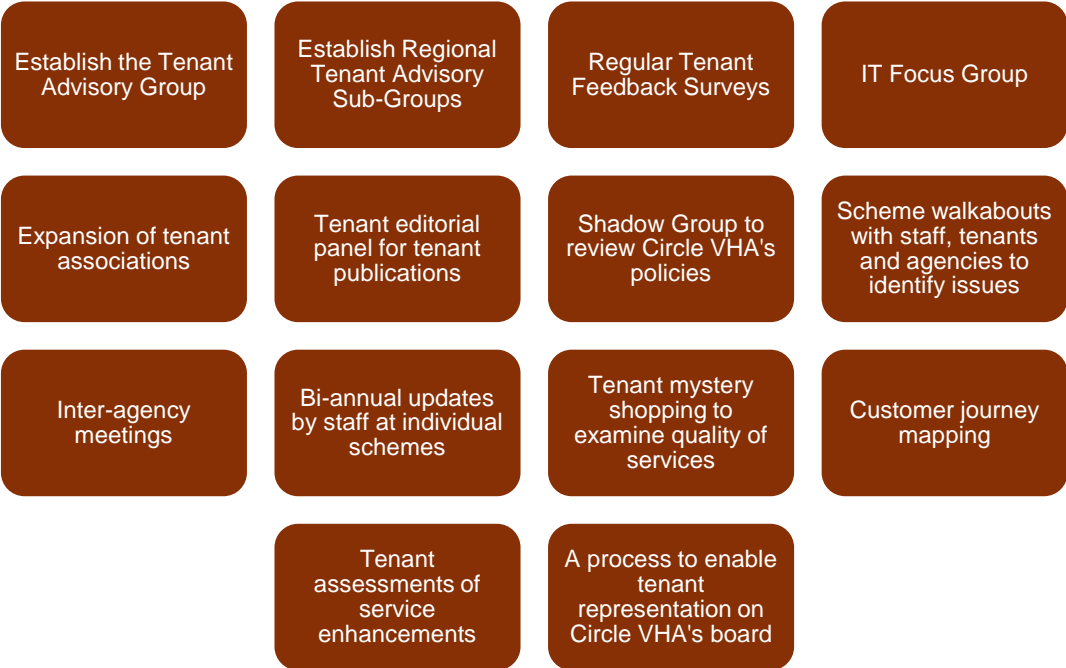 Establish the Tenant
Advisory Group
Establish Regional
Tenant Advisory
Sub-Groups
Regular Tenant
Feedback Surveys
IT Focus Group
Expansion of tenant
associations
Tenant editorial
panel for tenant
publications
Shadow Group to
review Circle VHA's
policies
Scheme walkabouts
with staff, tenants
and agencies to
identify issues
Inter-agency
meetings
Bi-annual updates
by staff at individual
schemes
Tenant mystery
shopping to
examine quality of
services
Customer journey
mapping
Tenant
assessments of
service
enhancements
A process to enable
tenant
representation on
Circle VHA's board